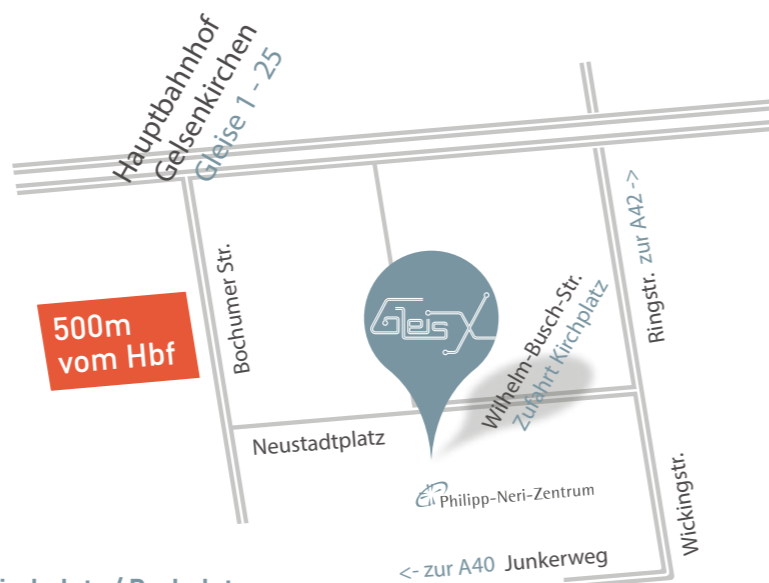 Hauptbahnhof
Gelsenkirchen
Gleise 1 - 25
Bochumer Str.
500m
vom Hbf
GleisX
Wilhelm-Busch-Str.
Zufahrt Kirchplatz
Ringstr. zur A42 ->
Neustadtplatz
Philipp-Neri-Zentrum
Wickingstr.
<- zur A40 Junkerweg